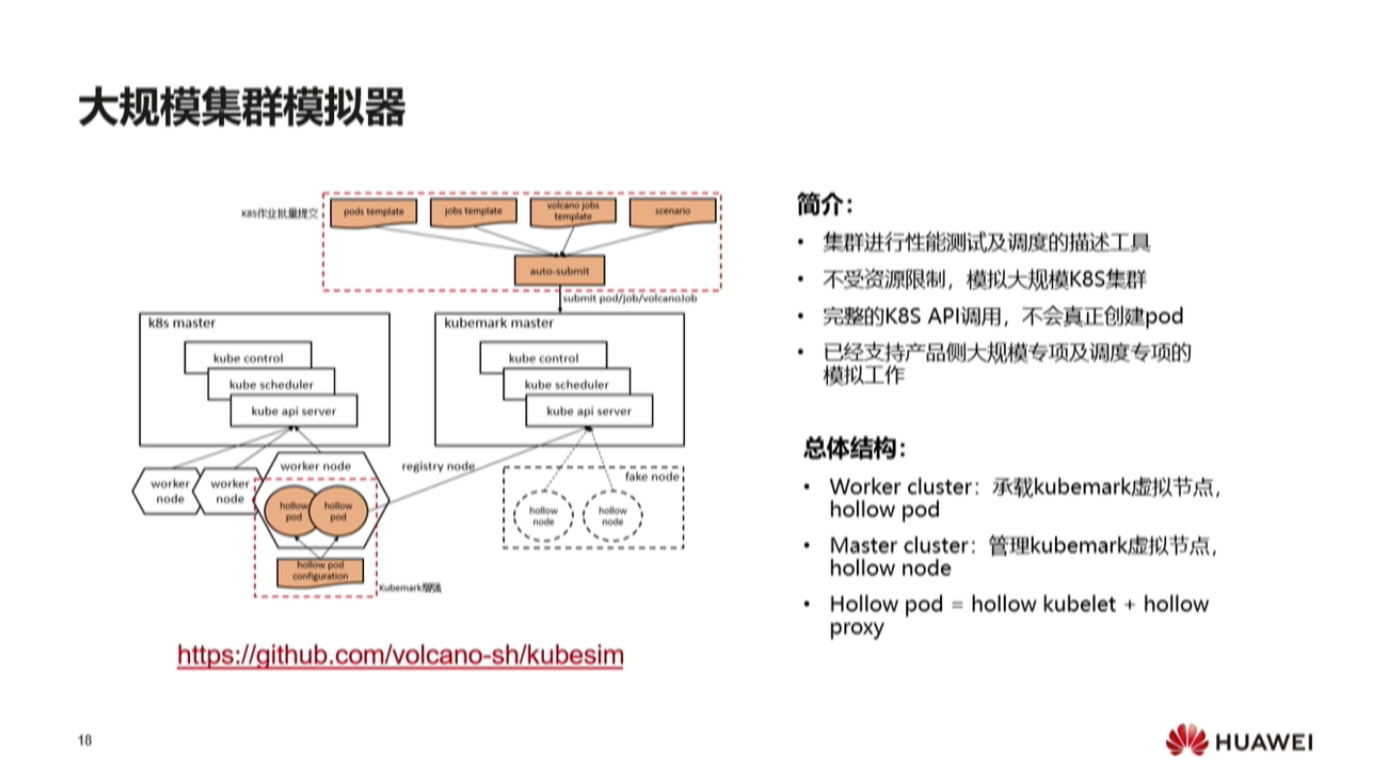 大规模集群模拟器
K8S作业批量提交
pods template
jobs template
volcano jobs
template
scenario
auto-submit
submit pod/job/volcanoJob
k8s master
kube control
kube scheduler
kube api server
kubemark master
kube control
kube scheduler
kube api server
worker
node
worker
node
worker node
hollow
pod
hollow
pod
hollow pod
configuration
Kubemark增强
registry node
fake node
hollow
node
hollow
node
https://github.com/volcano-sh/kubesim
简介：
• 集群进行性能测试及调度的描述工具
• 不受资源限制，模拟大规模K8S集群
• 完整的K8S API调用，不会真正创建pod
• 已经支持产品侧大规模专项及调度专项的
模拟工作
总体结构：
• Worker cluster：承载kubemark虚拟节点，
hollow pod
• Master cluster：管理kubemark虚拟节点，
hollow node
• Hollow pod = hollow kubelet + hollow
proxy
18
HUAWEI